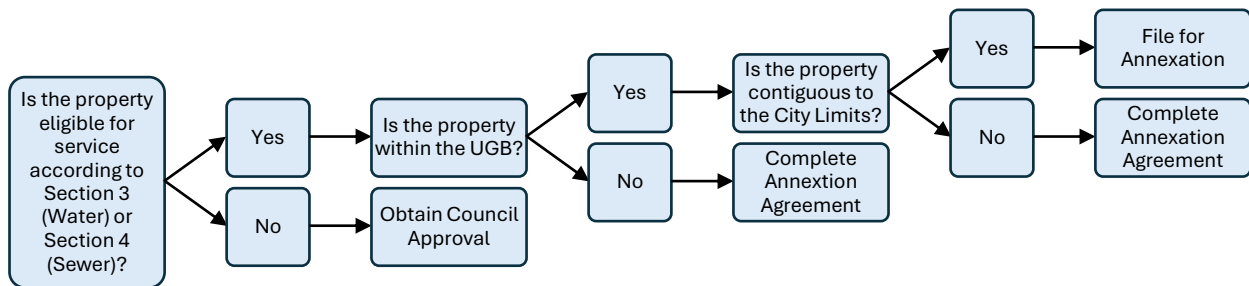 Is the property
eligible for
service
according to
Section 3
(Water) or
Section 4
(Sewer)?
Yes
No
Is the property
within the UGB?
Obtain Council
Approval
Yes
No
Is the property
contiguous to
the City Limits?
Complete
Annextion
Agreement
Yes
No
File for
Annexation
Complete
Annexation
Agreement